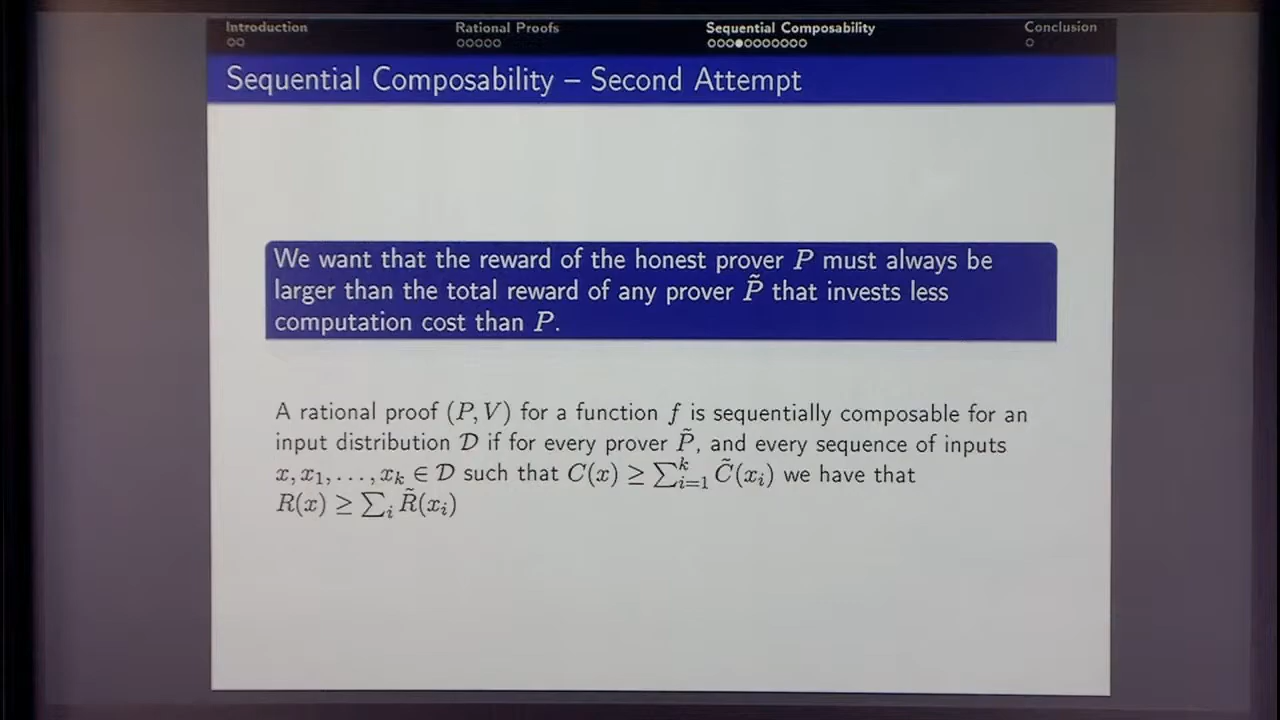 Introduction Rational Proofs Sequential Composability Conclusion
Sequential Composability – Second Attempt
We want that the reward of the honest prover P must always be
larger than the total reward of any prover P̃ that invests less
computation cost than P.
A rational proof (P, V) for a function f is sequentially composable for an
input distribution D if for every prover P̃, and every sequence of inputs
x, x₁, . . . , xₖ ∈ D such that C(x) ≥ ∑ᵏᵢ₌₁ C̃(xᵢ) we have that
R(x) ≥ ∑ᵢ R̃(xᵢ)